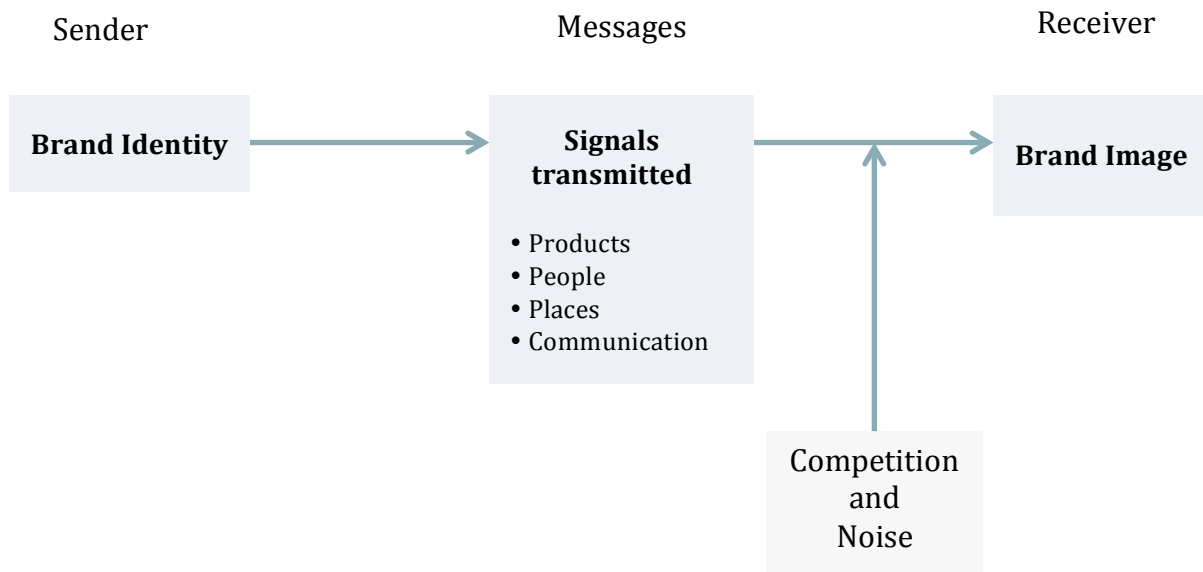 Sender
Messages
Receiver
Brand Identity
Signals
transmitted
• Products
• People
• Places
• Communication
Brand Image
Competition
and
Noise